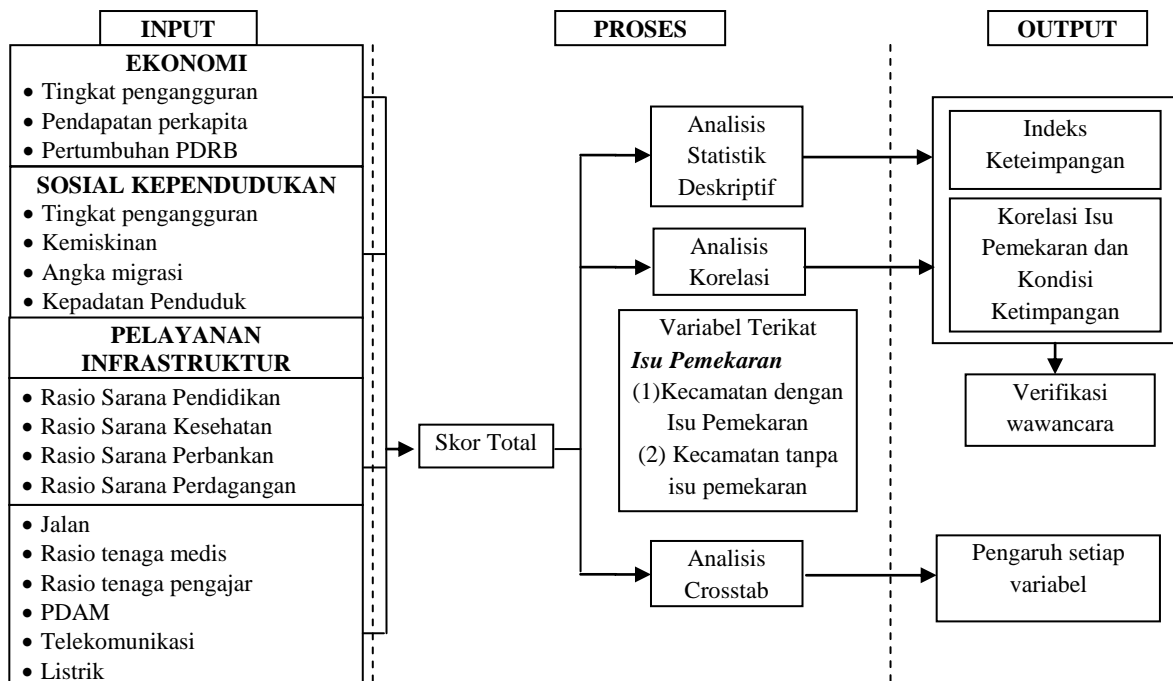 INPUT
EKONOMI
• Tingkat pengangguran
• Pendapatan perkapita
• Pertumbuhan PDRB
SOSIAL KEPENDUDUKAN
• Tingkat pengangguran
• Kemiskinan
• Angka migrasi
• Kepadatan Penduduk
PELAYANAN
INFRASTRUKTUR
• Rasio Sarana Pendidikan
• Rasio Sarana Kesehatan
• Rasio Sarana Perbankan
• Rasio Sarana Perdagangan
• Jalan
• Rasio tenaga medis
• Rasio tenaga pengajar
• PDAM
• Telekomunikasi
• Listrik
PROSES
Skor Total
Analisis
Statistik
Deskriptif
Analisis
Korelasi
Variabel Terikat
Isu Pemekaran
(1)Kecamatan dengan
Isu Pemekaran
(2) Kecamatan tanpa
isu pemekaran
Analisis
Crosstab
OUTPUT
Indeks
Keteimpangan
Korelasi Isu
Pemekaran dan
Kondisi
Ketimpangan
Verifikasi
wawancara
Pengaruh setiap
variabel